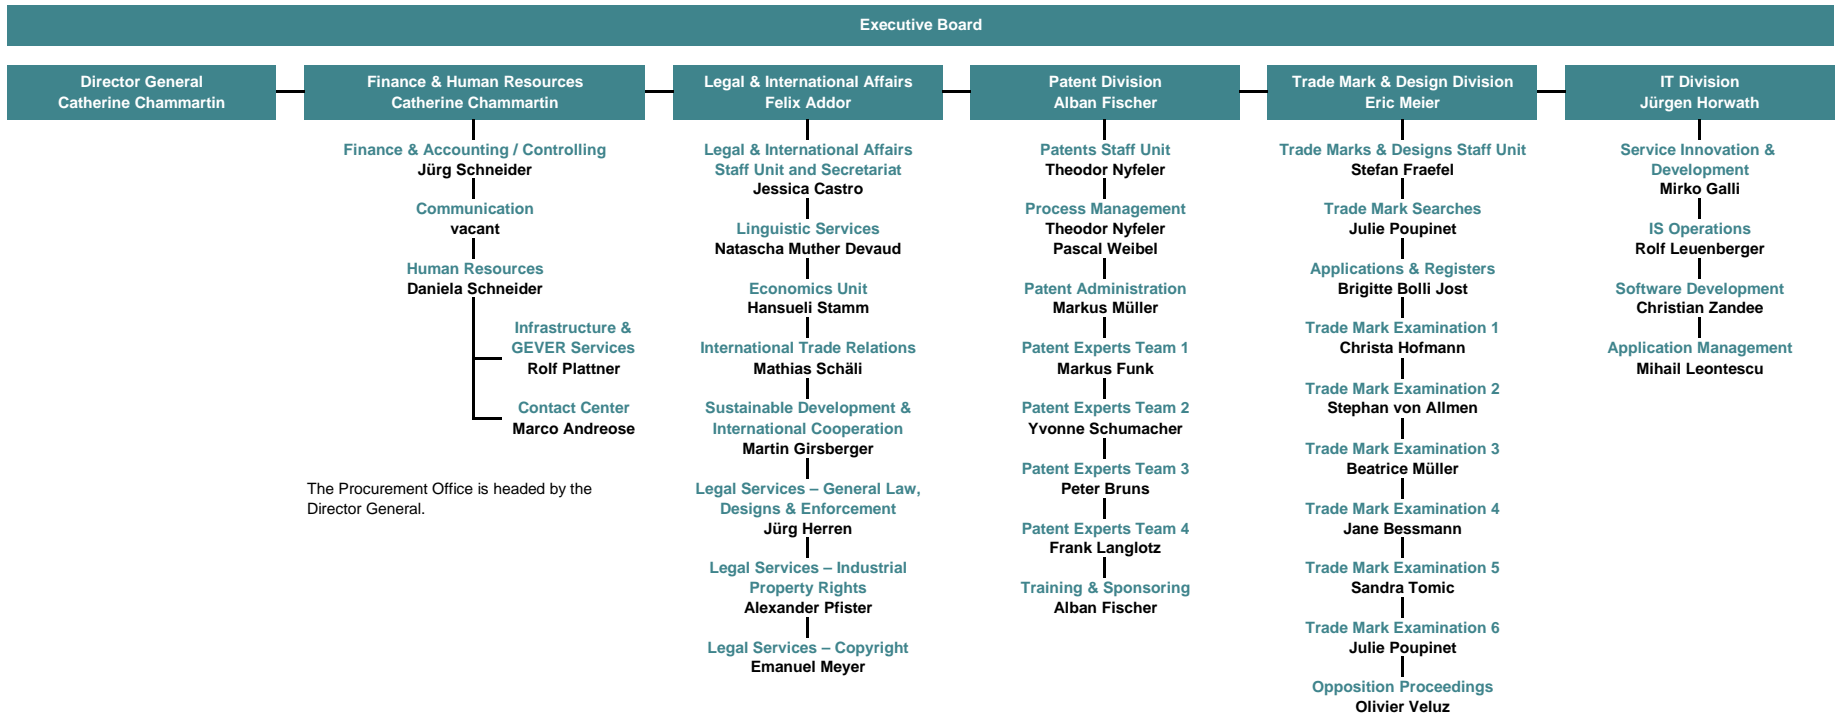 Executive Board
Director General
Catherine Chammartin
Finance & Human Resources
Catherine Chammartin
Legal & International Affairs
Felix Addor
Patent Division
Alban Fischer
Trade Mark & Design Division
Eric Meier
IT Division
Jürgen Horwath
Finance & Accounting / Controlling
Jürg Schneider
Communication
vacant
Human Resources
Daniela Schneider
Infrastructure &
GEVER Services
Rolf Plattner
Contact Center
Marco Andreose
The Procurement Office is headed by the
Director General.
Legal & International Affairs
Staff Unit and Secretariat
Jessica Castro
Linguistic Services
Natascha Muther Devaud
Economics Unit
Hansueli Stamm
International Trade Relations
Mathias Schäli
Sustainable Development &
International Cooperation
Martin Girsberger
Legal Services – General Law,
Designs & Enforcement
Jürg Herren
Legal Services – Industrial
Property Rights
Alexander Pfister
Legal Services – Copyright
Emanuel Meyer
Patents Staff Unit
Theodor Nyfeler
Process Management
Theodor Nyfeler
Pascal Weibel
Patent Administration
Markus Müller
Patent Experts Team 1
Markus Funk
Patent Experts Team 2
Yvonne Schumacher
Patent Experts Team 3
Peter Bruns
Patent Experts Team 4
Frank Langlotz
Training & Sponsoring
Alban Fischer
Trade Marks & Designs Staff Unit
Stefan Fraefel
Trade Mark Searches
Julie Poupinet
Applications & Registers
Brigitte Bolli Jost
Trade Mark Examination 1
Christa Hofmann
Trade Mark Examination 2
Stephan von Allmen
Trade Mark Examination 3
Beatrice Müller
Trade Mark Examination 4
Jane Bessmann
Trade Mark Examination 5
Sandra Tomic
Trade Mark Examination 6
Julie Poupinet
Opposition Proceedings
Olivier Veluz
Service Innovation &
Development
Mirko Galli
IS Operations
Rolf Leuenberger
Software Development
Christian Zandee
Application Management
Mihail Leontescu